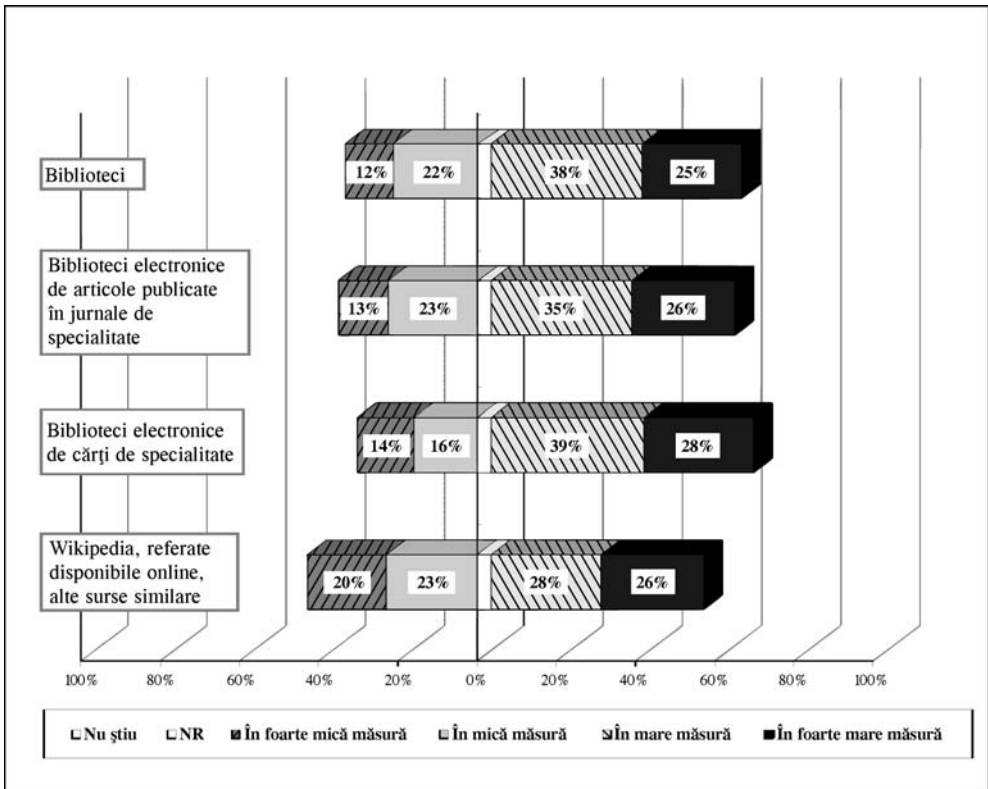 Biblioteci
12% 22% 38% 25%
Biblioteci electronice
de articole publicate
în jurnale de
specialitate
13% 23% 35% 26%
Biblioteci electronice
de cărţi de specialitate
14% 16% 39% 28%
Wikipedia, referate
disponibile online,
alte surse similare
20% 23% 28% 26%
100% 80% 60% 40% 20% 0% 20% 40% 60% 80% 100%
Nu ştiu NR În foarte mică măsură În mică măsură În mare măsură În foarte mare măsură